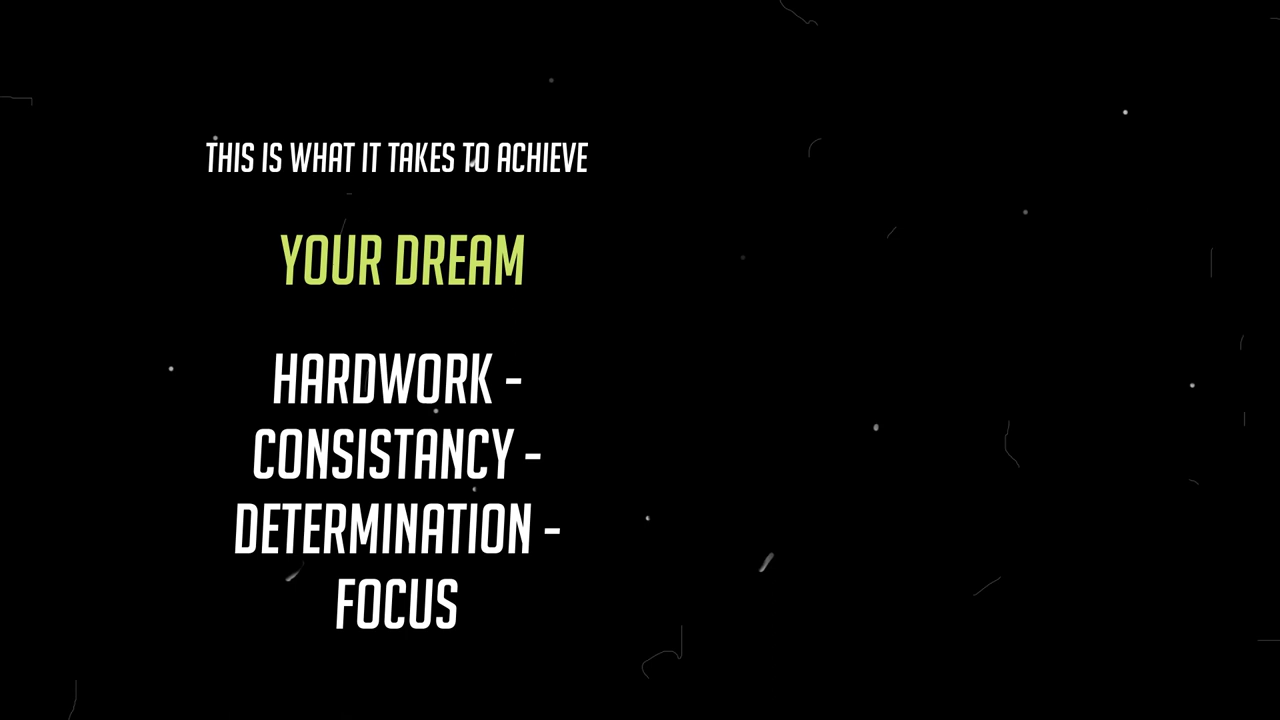 THIS IS WHAT IT TAKES TO ACHIEVE
YOUR DREAM
HARDWORK -
CONSISTANCY -
DETERMINATION -
FOCUS